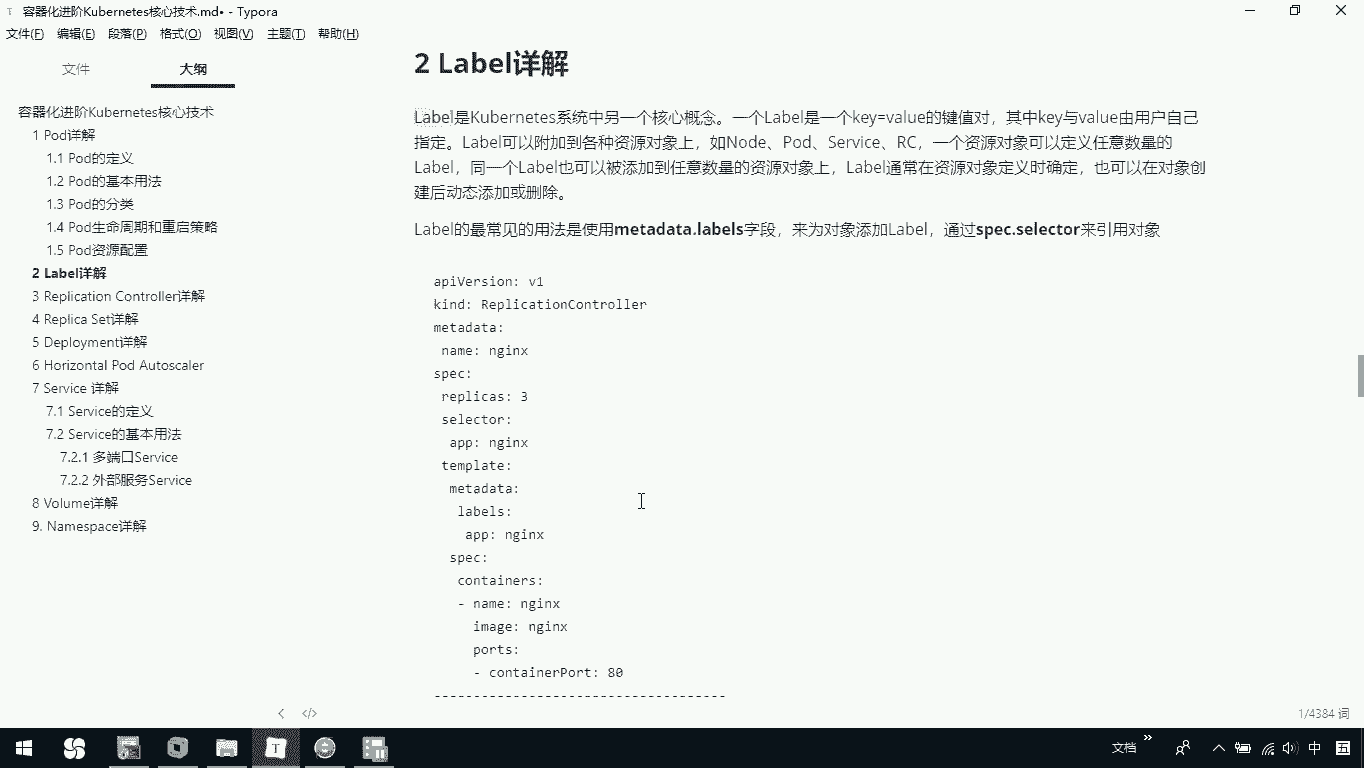 容器化进阶Kubernetes核心技术.md• - Typora
文件(F) 编辑(E) 段落(P) 格式(O) 视图(V) 主题(T) 帮助(H)
文件 大纲
容器化进阶Kubernetes核心技术
1 Pod详解
1.1 Pod的定义
1.2 Pod的基本用法
1.3 Pod的分类
1.4 Pod生命周期和重启策略
1.5 Pod资源配置
2 Label详解
3 Replication Controller详解
4 Replica Set详解
5 Deployment详解
6 Horizontal Pod Autoscaler
7 Service 详解
7.1 Service的定义
7.2 Service的基本用法
7.2.1 多端口Service
7.2.2 外部服务Service
8 Volume详解
9. Namespace详解
2 Label详解
Label是Kubernetes系统中另一个核心概念。一个Label是一个key=value的键值对，其中key与value由用户自己
指定。Label可以附加到各种资源对象上，如Node、Pod、Service、RC，一个资源对象可以定义任意数量的
Label，同一个Label也可以被添加到任意数量的资源对象上，Label通常在资源对象定义时确定，也可以在对象创
建后动态添加或删除。
Label的最常见的用法是使用metadata.labels字段，来为对象添加Label，通过spec.selector来引用对象
apiVersion: v1
kind: ReplicationController
metadata:
name: nginx
spec:
replicas: 3
selector:
app: nginx
template:
metadata:
labels:
app: nginx
spec:
containers:
- name: nginx
image: nginx
ports:
- containerPort: 80
-------------------------------------
1/4384 词
文档 中 五